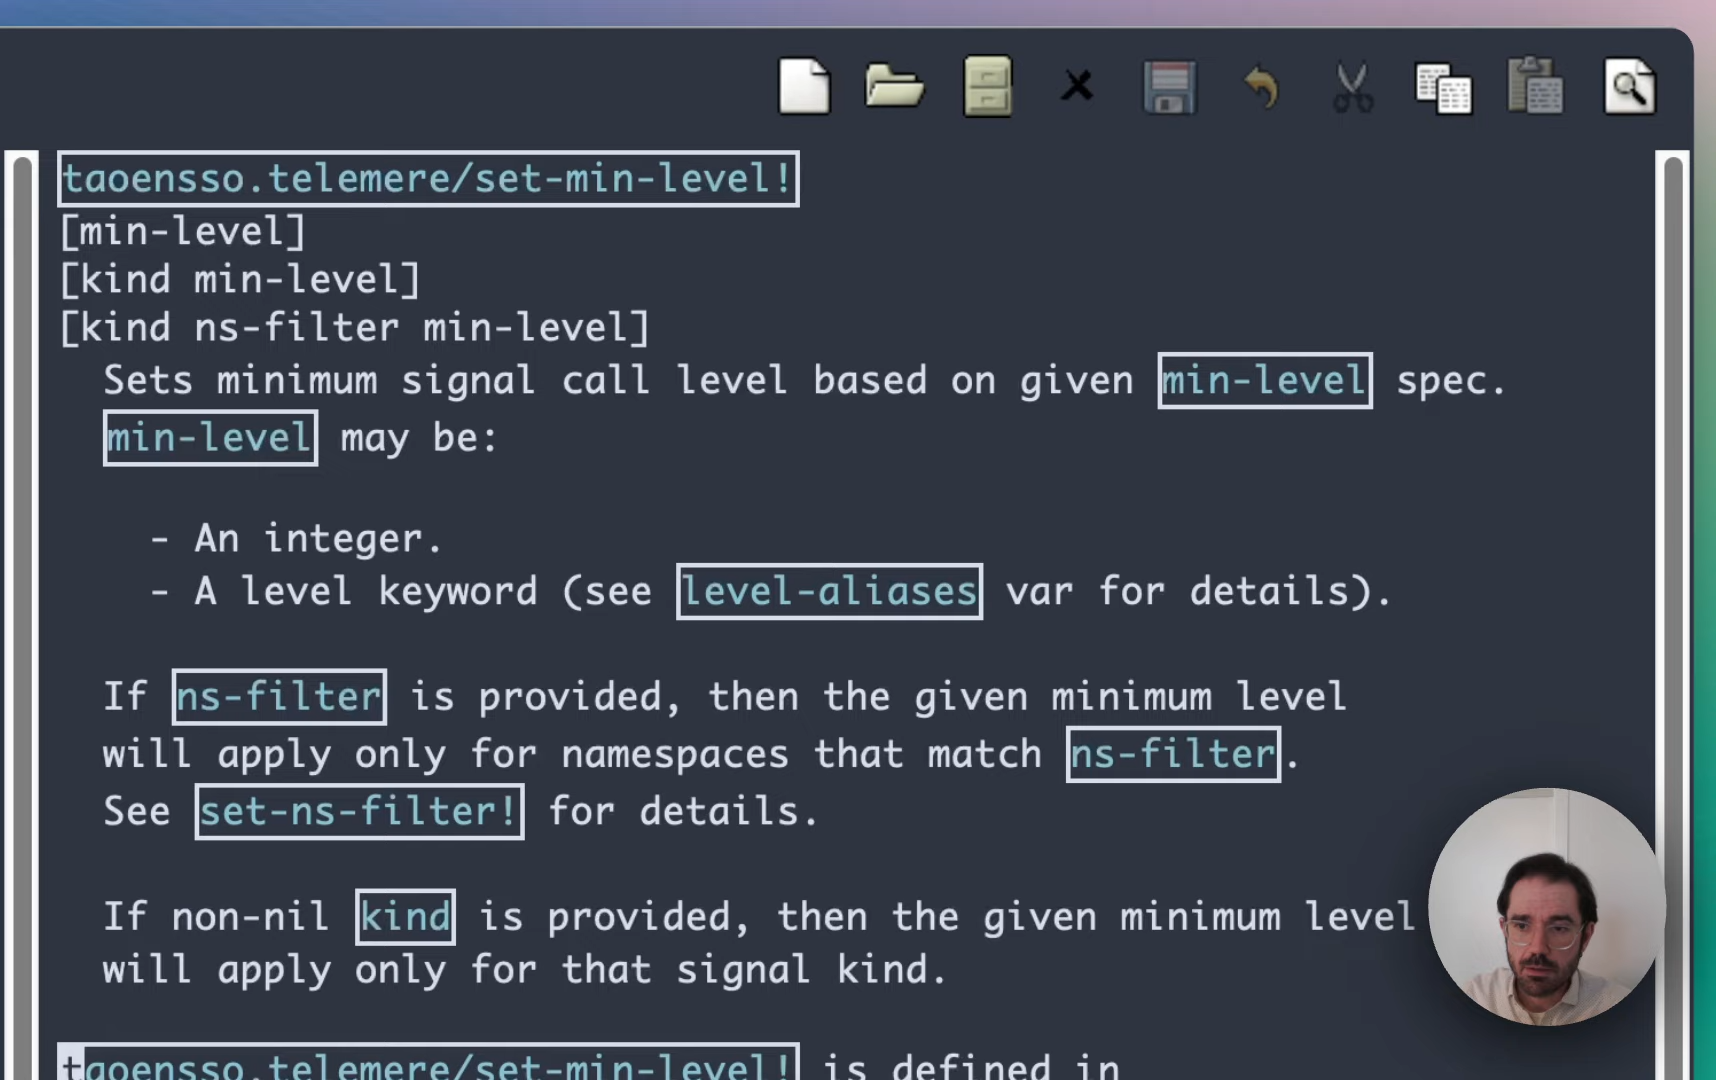 taoensso.telemere/set-min-level!
[min-level]
[kind min-level]
[kind ns-filter min-level]
Sets minimum signal call level based on given min-level spec.
min-level may be:
- An integer.
- A level keyword (see level-aliases var for details).
If ns-filter is provided, then the given minimum level
will apply only for namespaces that match ns-filter.
See set-ns-filter! for details.
If non-nil kind is provided, then the given minimum level
will apply only for that signal kind.
taoensso.telemere/set-min-level! is defined in